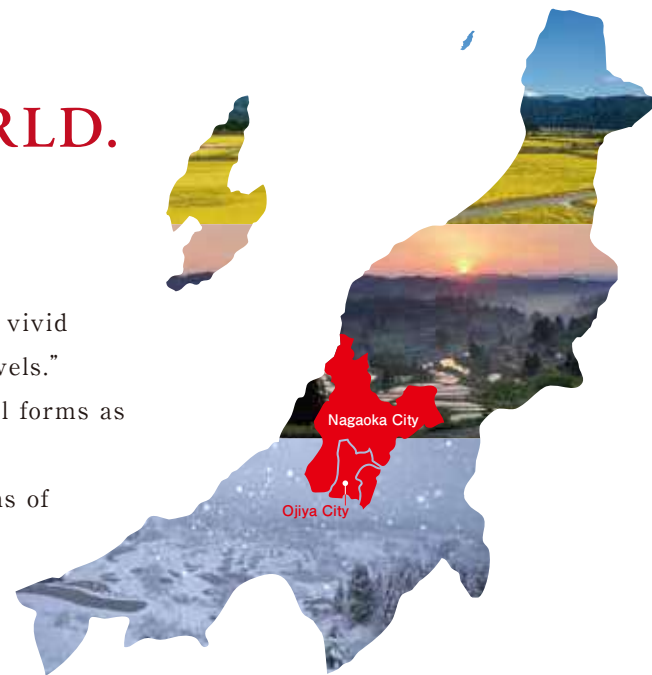 RLD.
vivid
vels.”
l forms as
ns of
Nagaoka City
Ojiya City